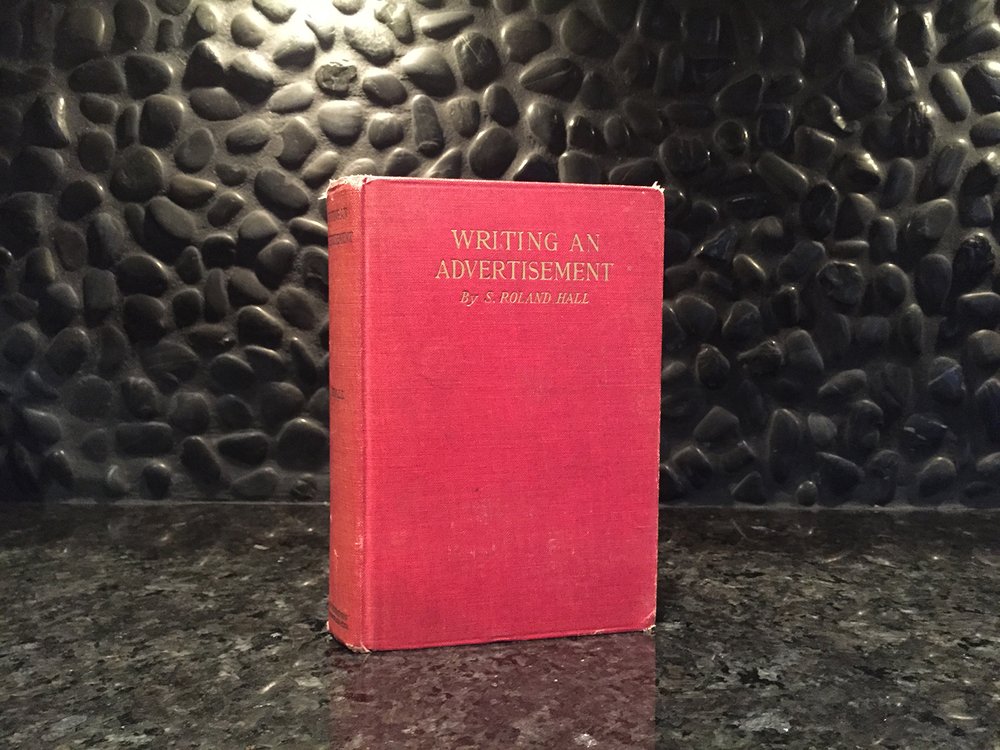 WRITING AN
ADVERTISEMENT
By S. ROLAND HALL